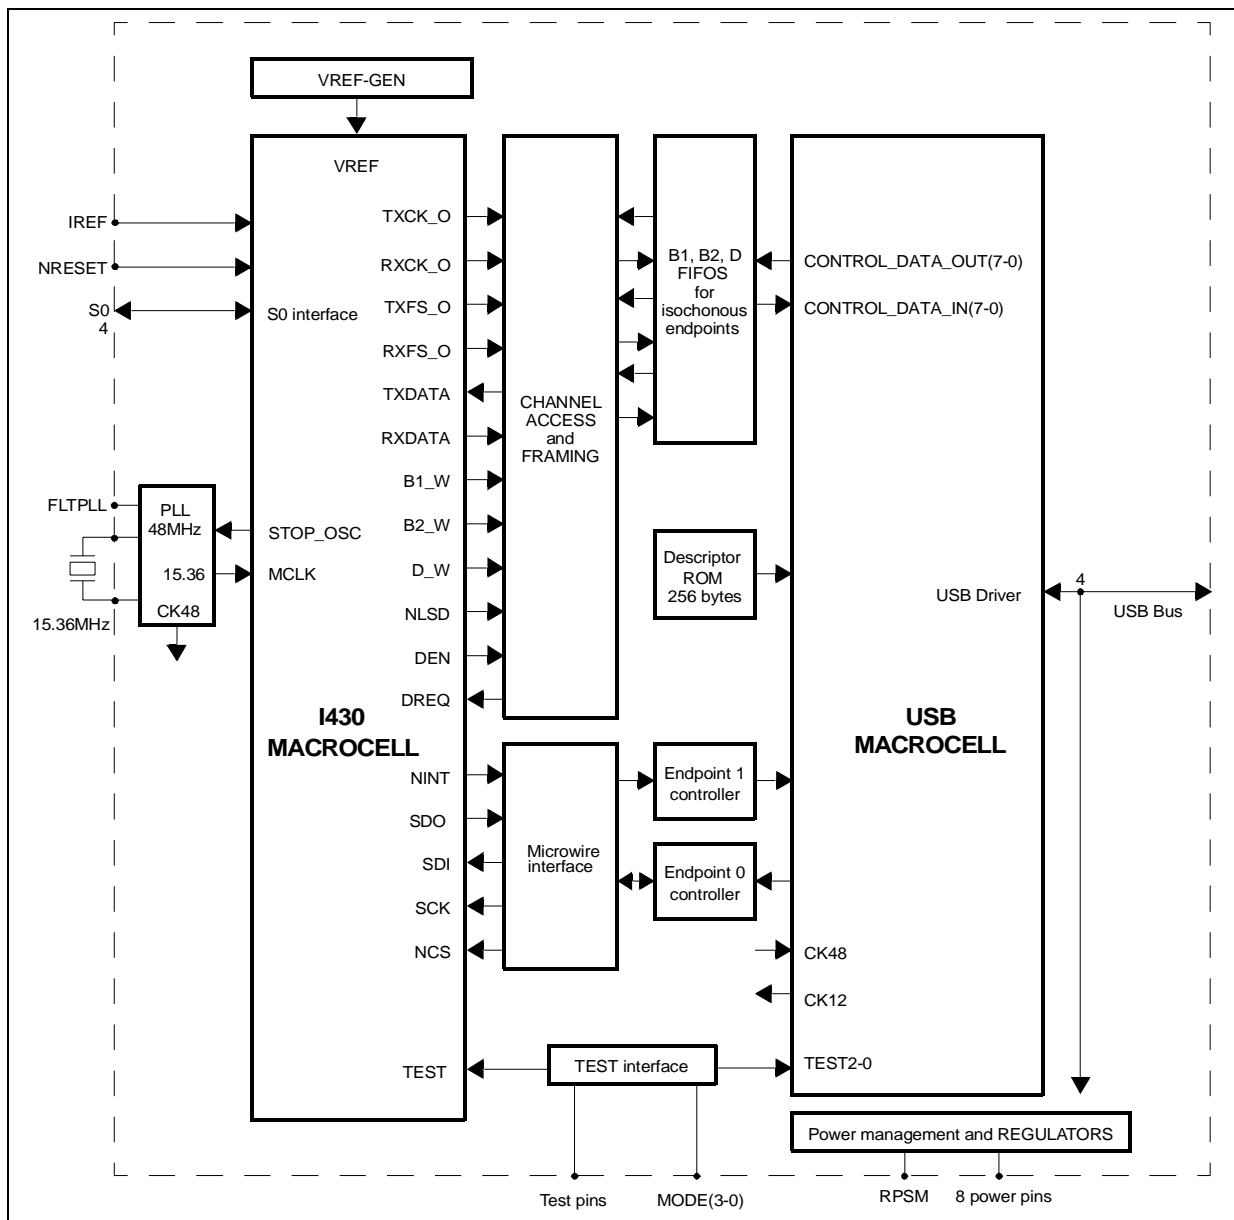 VREF-GEN
VREF
IREF
NRESET
S0
4
S0 interface
TXCK_O
RXCK_O
TXFS_O
RXFS_O
TXDATA
RXDATA
B1_W
B2_W
D_W
NLSD
DEN
DREQ
CHANNEL
ACCESS
and
FRAMING
B1, B2, D
FIFOS
for
isochonous
endpoints
CONTROL_DATA_OUT(7-0)
CONTROL_DATA_IN(7-0)
FLTPLL
PLL
48MHz
15.36
CK48
15.36MHz
STOP_OSC
MCLK
Descriptor
ROM
256 bytes
USB Driver
4
USB Bus
I430
MACROCELL
USB
MACROCELL
NINT
SDO
SDI
SCK
NCS
Microwire
interface
Endpoint 1
controller
Endpoint 0
controller
CK48
CK12
TEST
TEST interface
TEST2-0
Power management and REGULATORS
Test pins
MODE(3-0)
RPSM
8 power pins